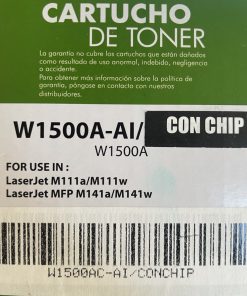 CARTUCHO
DE TONER
La garantía no cubre los cartuchos que están dañados
como resultado de uso anormal, indebido, negligencia
o accidente.
Para obtener más información sobre la política de
garantía, póngase en contacto con nuestros
distribuidores.
W1500A-AI/ CON CHIP
W1500A
FOR USE IN :
LaserJet M111a/M111w
LaserJet MFP M141a/M141w
W1500AC-AI/CONCHIP